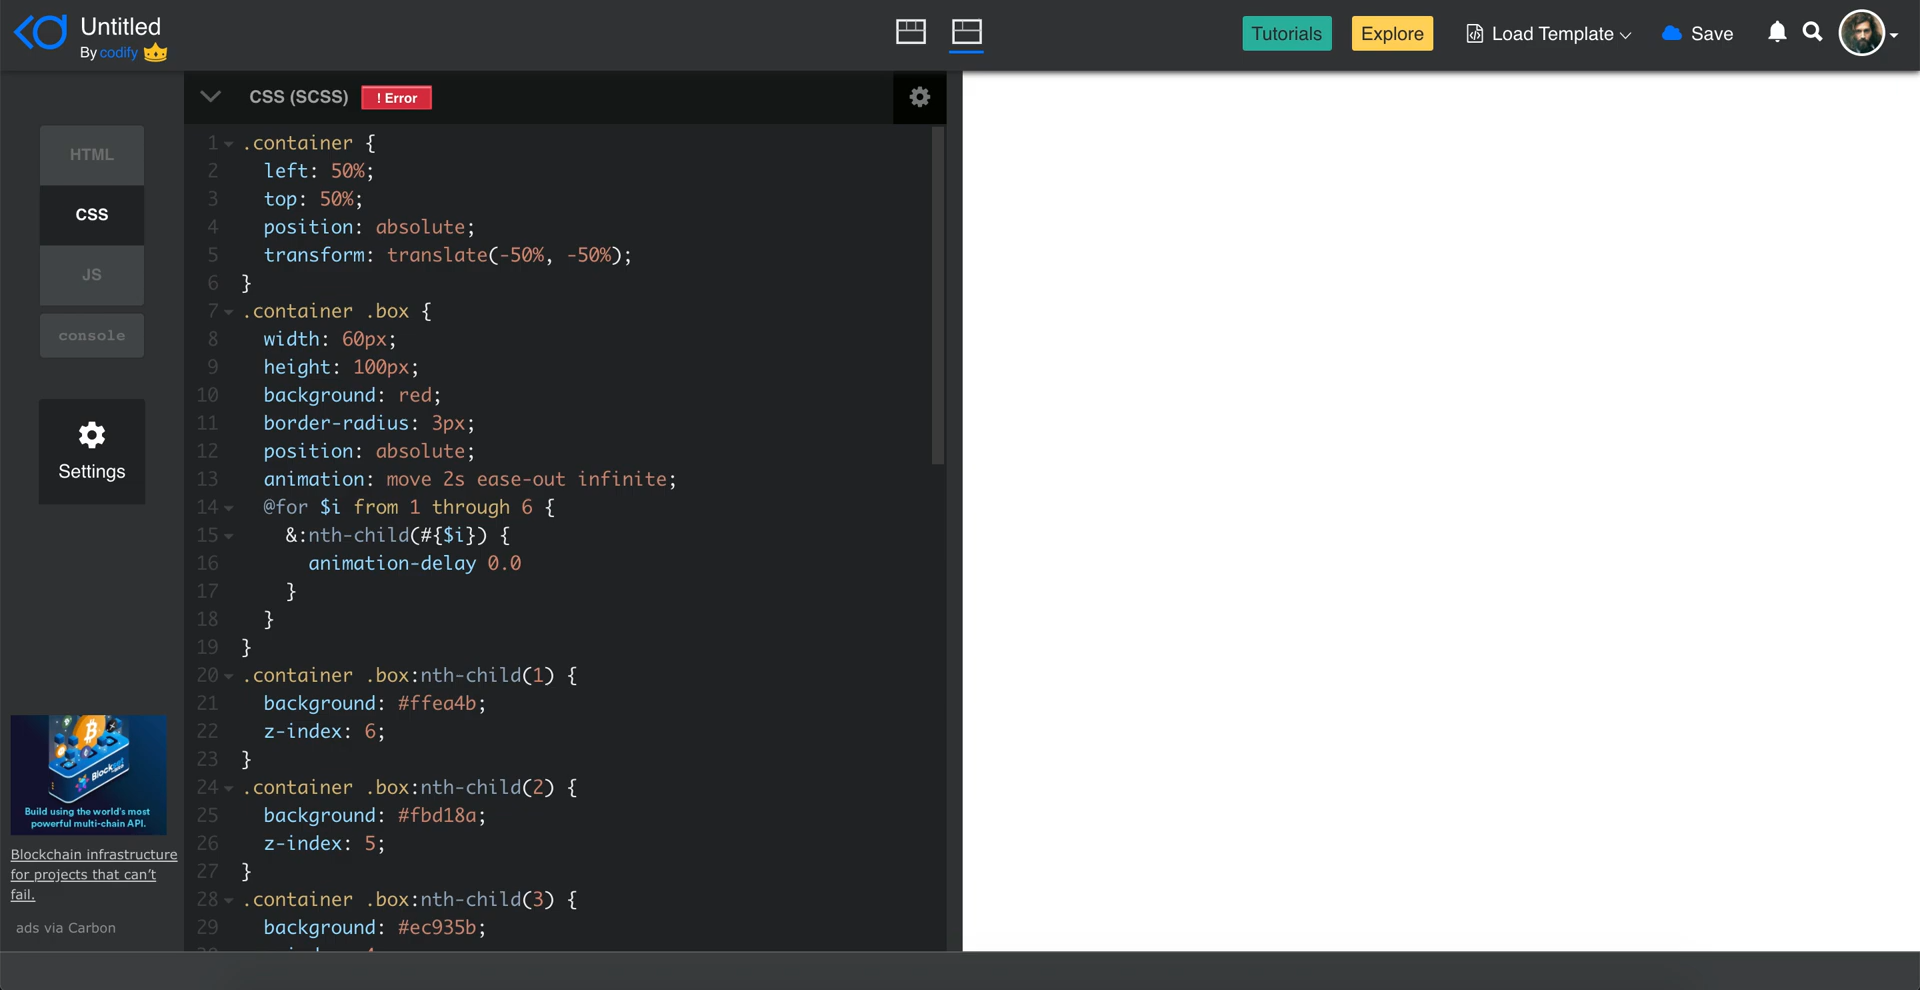 Untitled
By codify
Tutorials
Explore
Load Template
Save
HTML
CSS
JS
console
Settings
Build using the world's most
powerful multi-chain API.
Blockchain infrastructure
for projects that can't
fail.
ads via Carbon
CSS (SCSS)
! Error
1 .container {
2 left: 50%;
3 top: 50%;
4 position: absolute;
5 transform: translate(-50%, -50%);
6 }
7 .container .box {
8 width: 60px;
9 height: 100px;
10 background: red;
11 border-radius: 3px;
12 position: absolute;
13 animation: move 2s ease-out infinite;
14 @for $i from 1 through 6 {
15 &:nth-child(#{$i}) {
16 animation-delay 0.0
17 }
18 }
19 }
20 .container .box:nth-child(1) {
21 background: #ffea4b;
22 z-index: 6;
23 }
24 .container .box:nth-child(2) {
25 background: #fbd18a;
26 z-index: 5;
27 }
28 .container .box:nth-child(3) {
29 background: #ec935b;